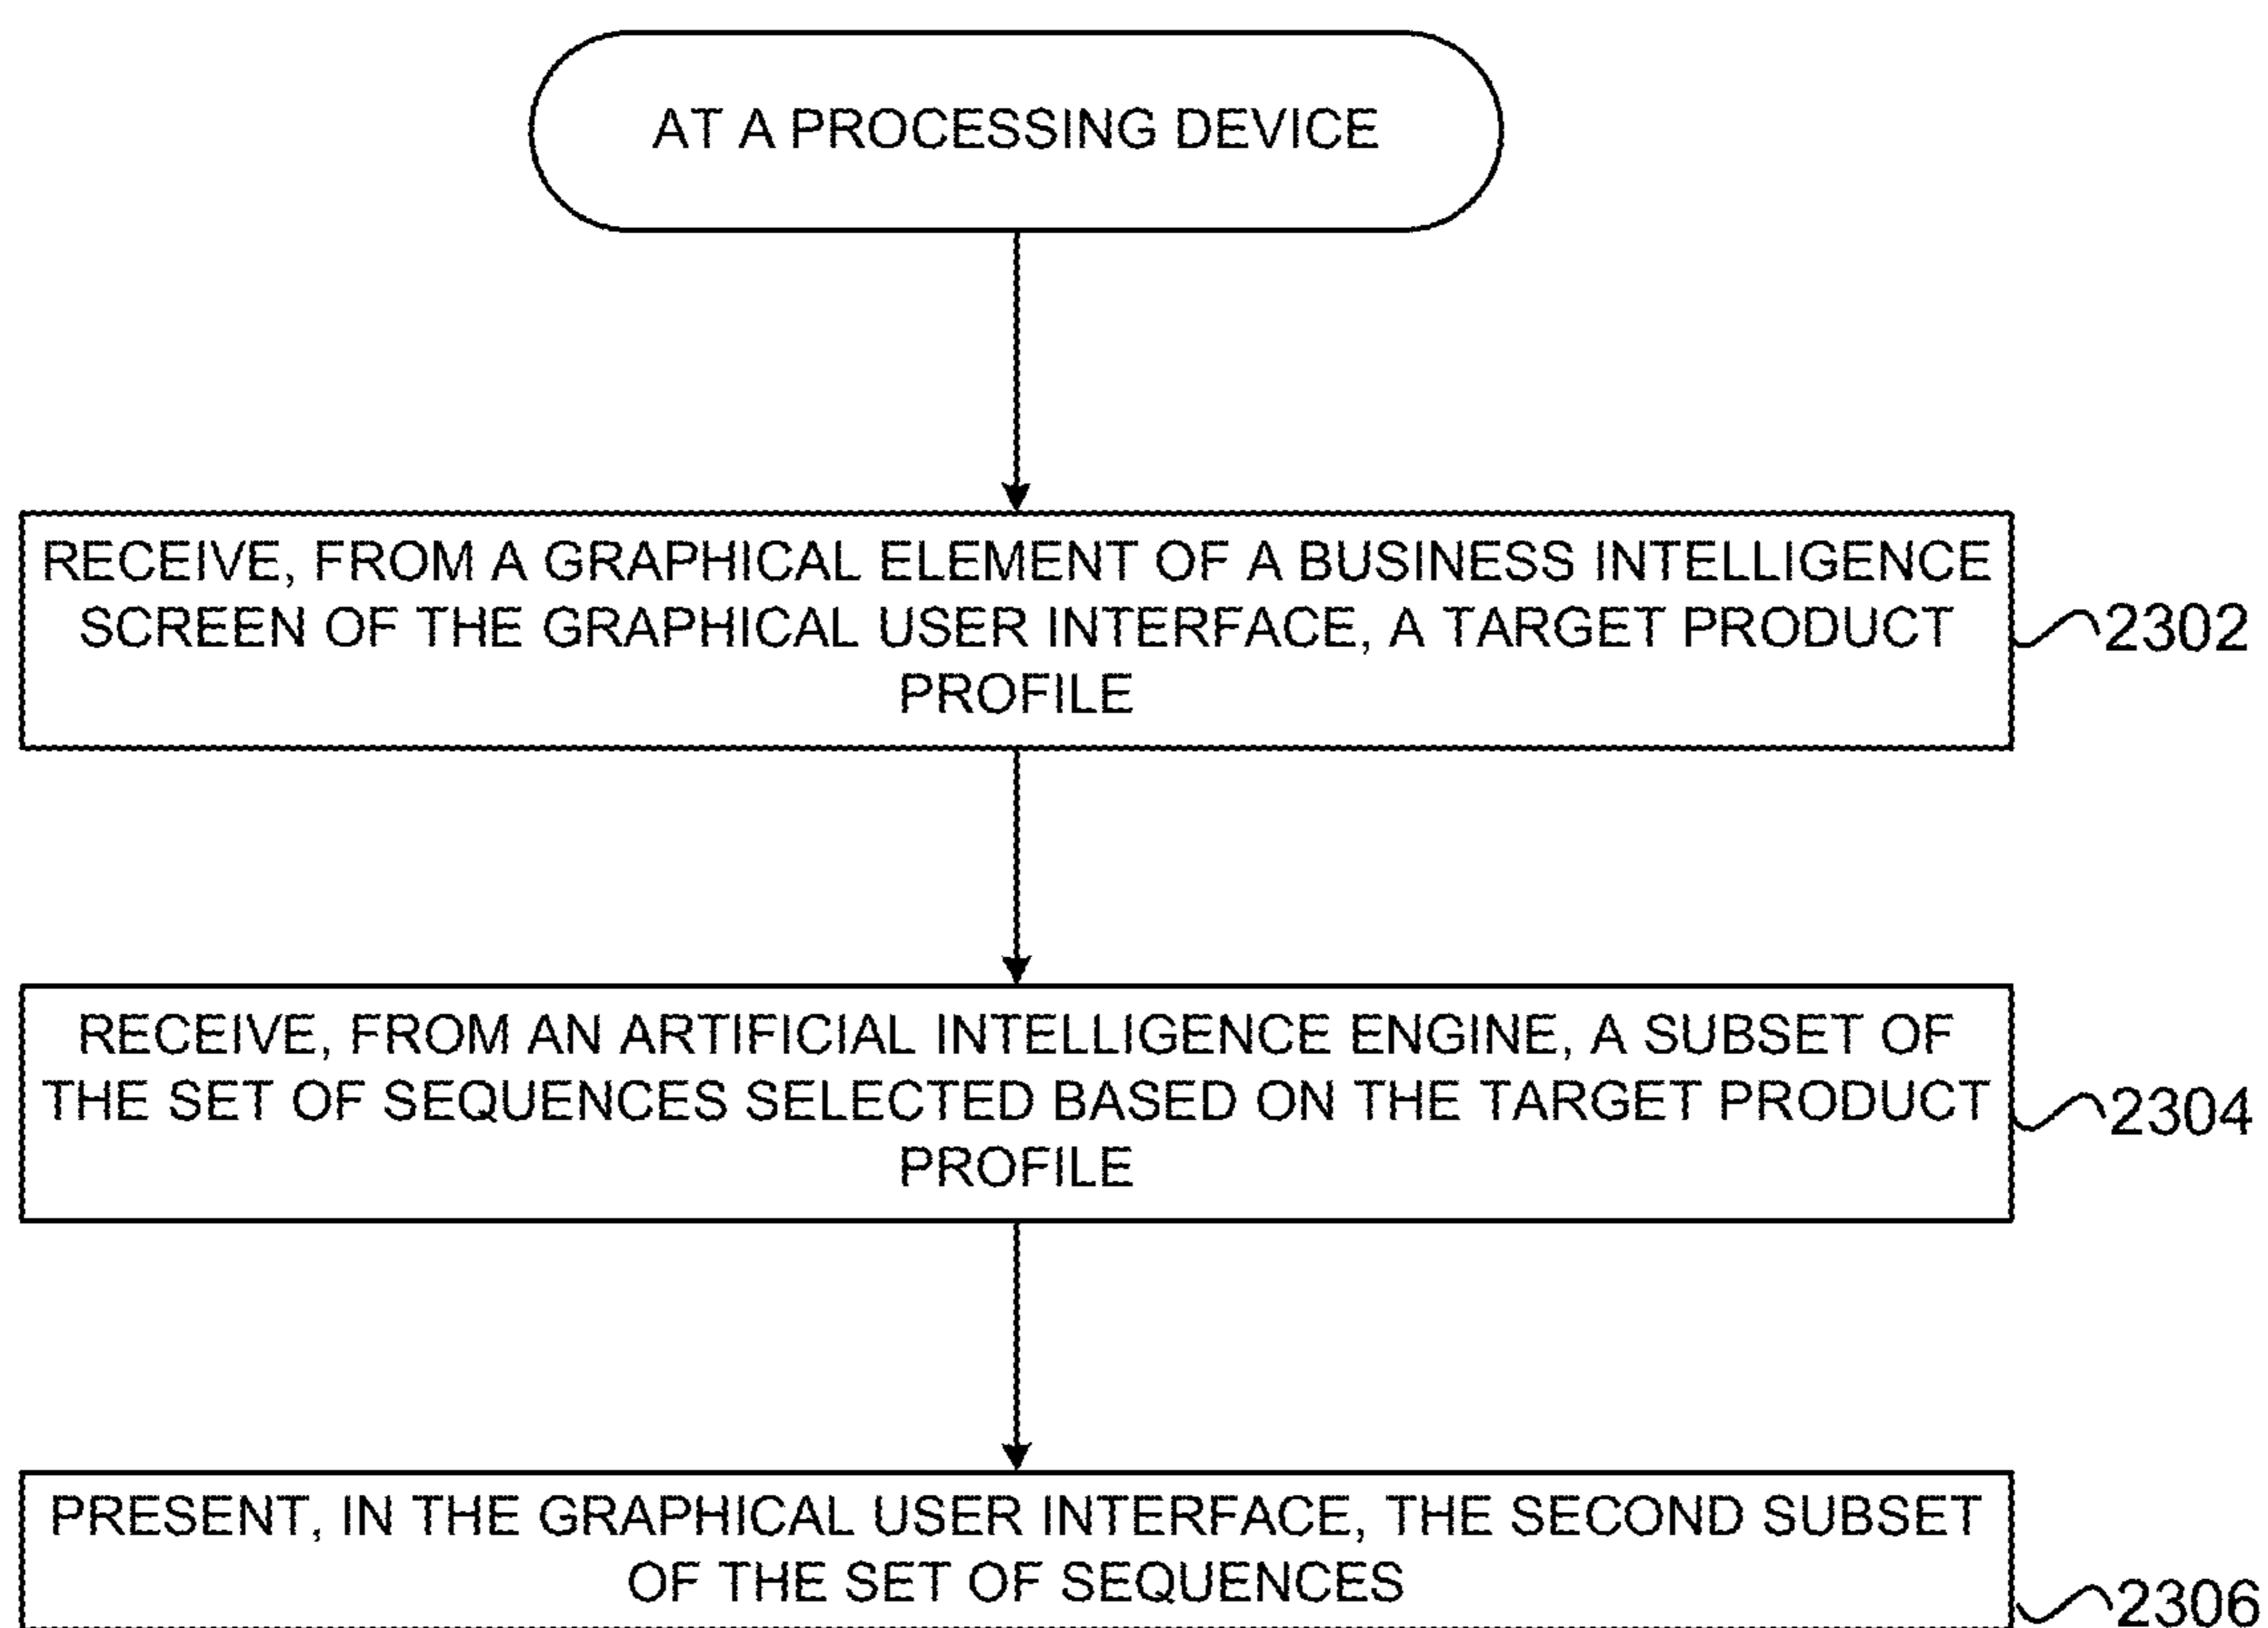 AT A PROCESSING DEVICE
RECEIVE, FROM A GRAPHICAL ELEMENT OF A BUSINESS INTELLIGENCE
SCREEN OF THE GRAPHICAL USER INTERFACE, A TARGET PRODUCT
PROFILE
2302
RECEIVE, FROM AN ARTIFICIAL INTELLIGENCE ENGINE, A SUBSET OF
THE SET OF SEQUENCES SELECTED BASED ON THE TARGET PRODUCT
PROFILE
2304
PRESENT, IN THE GRAPHICAL USER INTERFACE, THE SECOND SUBSET
OF THE SET OF SEQUENCES
2306